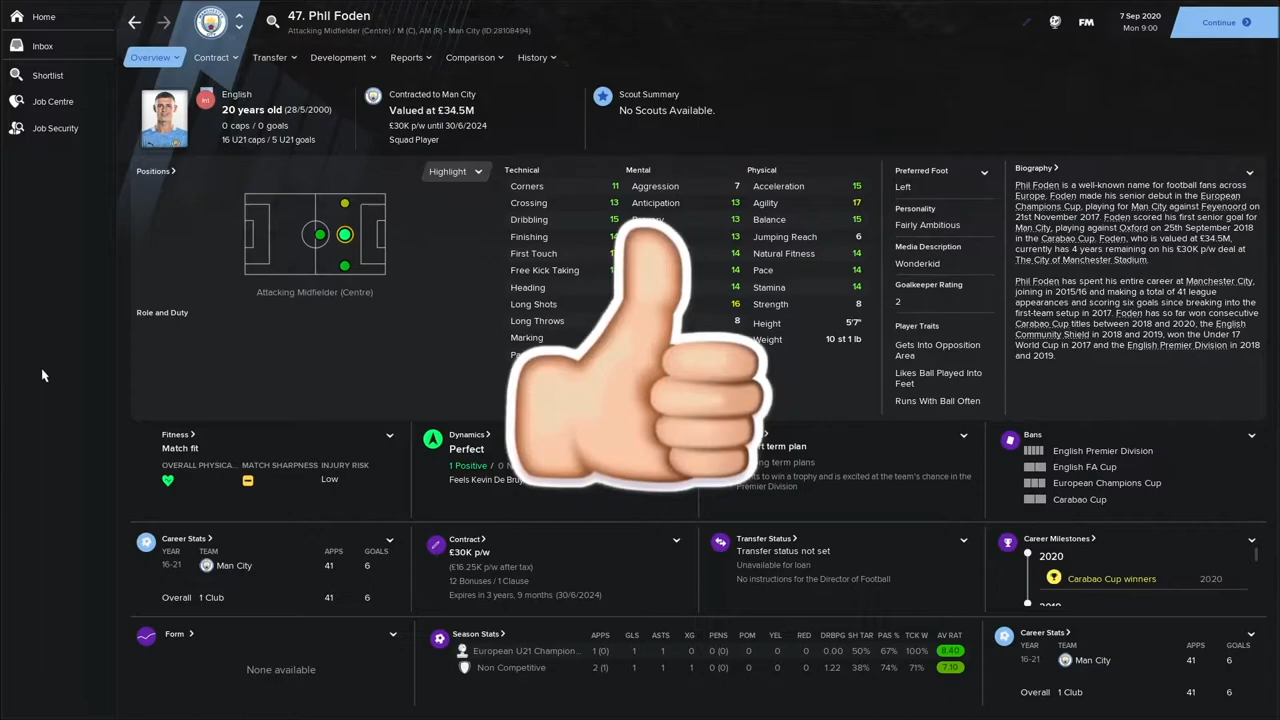 Home
Inbox
Shortlist
Job Centre
Job Security
47. Phil Foden
Attacking Midfielder (Centre) / M (C), AM (R) - Man City (ID:28108494)
FM
7 Sep 2020
Mon 9:00
Continue
Overview
Contract
Transfer
Development
Reports
Comparison
History
Int
English
20 years old (28/5/2000)
0 caps / 0 goals
16 U21 caps / 5 U21 goals
Contracted to Man City
Valued at £34.5M
£30K p/w until 30/6/2024
Squad Player
Scout Summary
No Scouts Available.
Positions
Attacking Midfielder (Centre)
Role and Duty
Highlight
Technical
Corners 11
Crossing 13
Dribbling 15
Finishing
First Touch
Free Kick Taking
Heading
Long Shots
Long Throws
Marking
Mental
Aggression 7
Anticipation 13
13
13
14
14
14
16
8
Physical
Acceleration 15
Agility 17
Balance 15
Jumping Reach 6
Natural Fitness 14
Pace 14
Stamina 14
Strength 8
Height 5'7"
Weight 10 st 1 lb
Preferred Foot
Left
Personality
Fairly Ambitious
Media Description
Wonderkid
Goalkeeper Rating
2
Player Traits
Gets Into Opposition
Area
Likes Ball Played Into
Feet
Runs With Ball Often
Biography
Phil Foden is a well-known name for football fans across
Europe. Foden made his senior debut in the European
Champions Cup, playing for Man City against Feyenoord on
21st November 2017. Foden scored his first senior goal for
Man City, playing against Oxford on 25th September 2018
in the Carabao Cup. Foden, who is valued at £34.5M,
currently has 4 years remaining on his £30K p/w deal at
The City of Manchester Stadium.
Phil Foden has spent his entire career at Manchester City,
joining in 2015/16 and making a total of 41 league
appearances and scoring six goals since breaking into the
first-team setup in 2017. Foden has so far won consecutive
Carabao Cup titles between 2018 and 2020, the English
Community Shield in 2018 and 2019, won the Under 17
World Cup in 2017 and the English Premier Division in 2018
and 2019.
Fitness
Match fit
OVERALL PHYSICA... MATCH SHARPNESS INJURY RISK
Low
Dynamics
Perfect
1 Positive / 0
Feels Kevin De Bruy
term plan
term plans
to win a trophy and is excited at the team's chance in the
Premier Division
Bans
English Premier Division
English FA Cup
European Champions Cup
Carabao Cup
Career Stats
YEAR TEAM APPS GOALS
16-21 Man City 41 6
Overall 1 Club 41 6
Contract
£30K p/w
(£16.25K p/w after tax)
12 Bonuses / 1 Clause
Expires in 3 years, 9 months (30/6/2024)
Transfer Status
Transfer status not set
Unavailable for loan
No instructions for the Director of Football
Career Milestones
2020
Carabao Cup winners 2020
Form
None available
Season Stats APPS GLS ASTS XG PENS POM YEL RED DRBPG SH TAR PAS % TCK W AV RAT
European U21 Champion... 1 (0) 1 1 0 0 (0) 0 0 0 0.00 50% 67% 100% 8.40
Non Competitive 2 (1) 1 1 1 0 (0) 0 0 0 1.22 38% 74% 71% 7.10
Career Stats
YEAR TEAM APPS GOALS
16-21 Man City 41 6
Overall 1 Club 41 6